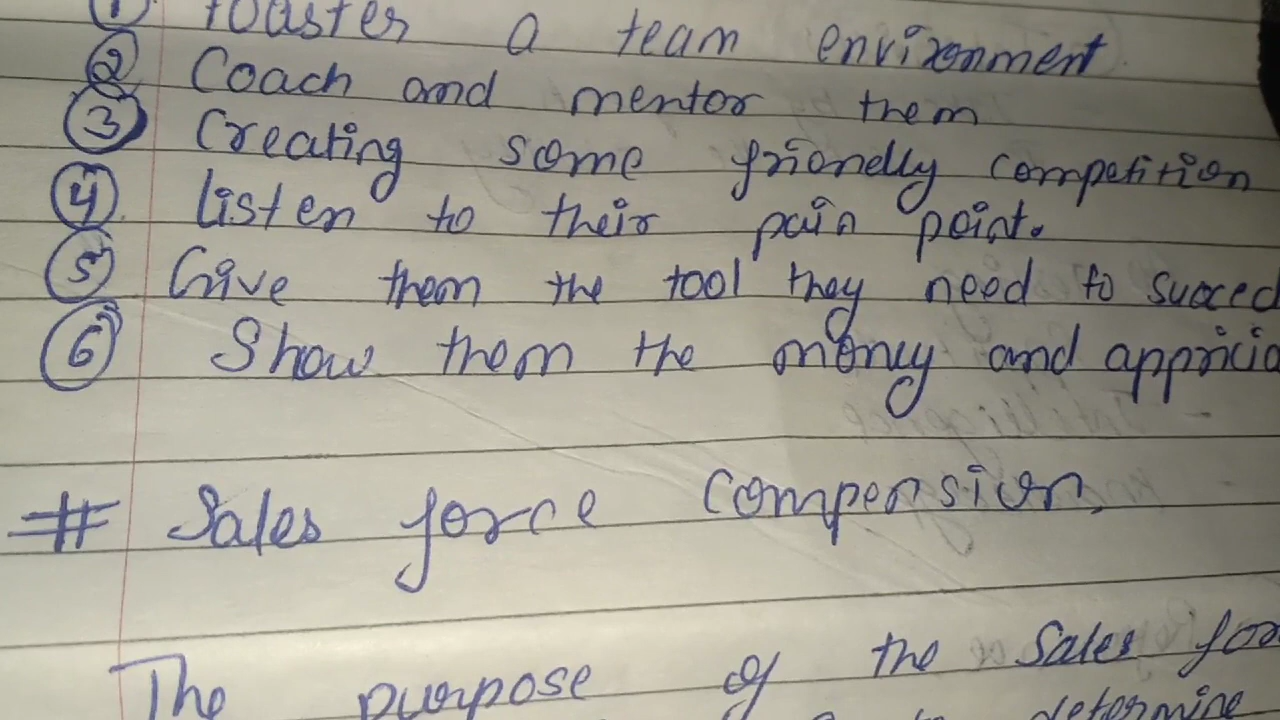 ① foaster a team environment.
② Coach and mentor them
③ Creating some friendly competition
④ Listen to their pain point.
⑤ Give them the tool they need to succed
⑥ Show them the money and appricia
# Sales force Compension.
The purpose of the Sales for
determine